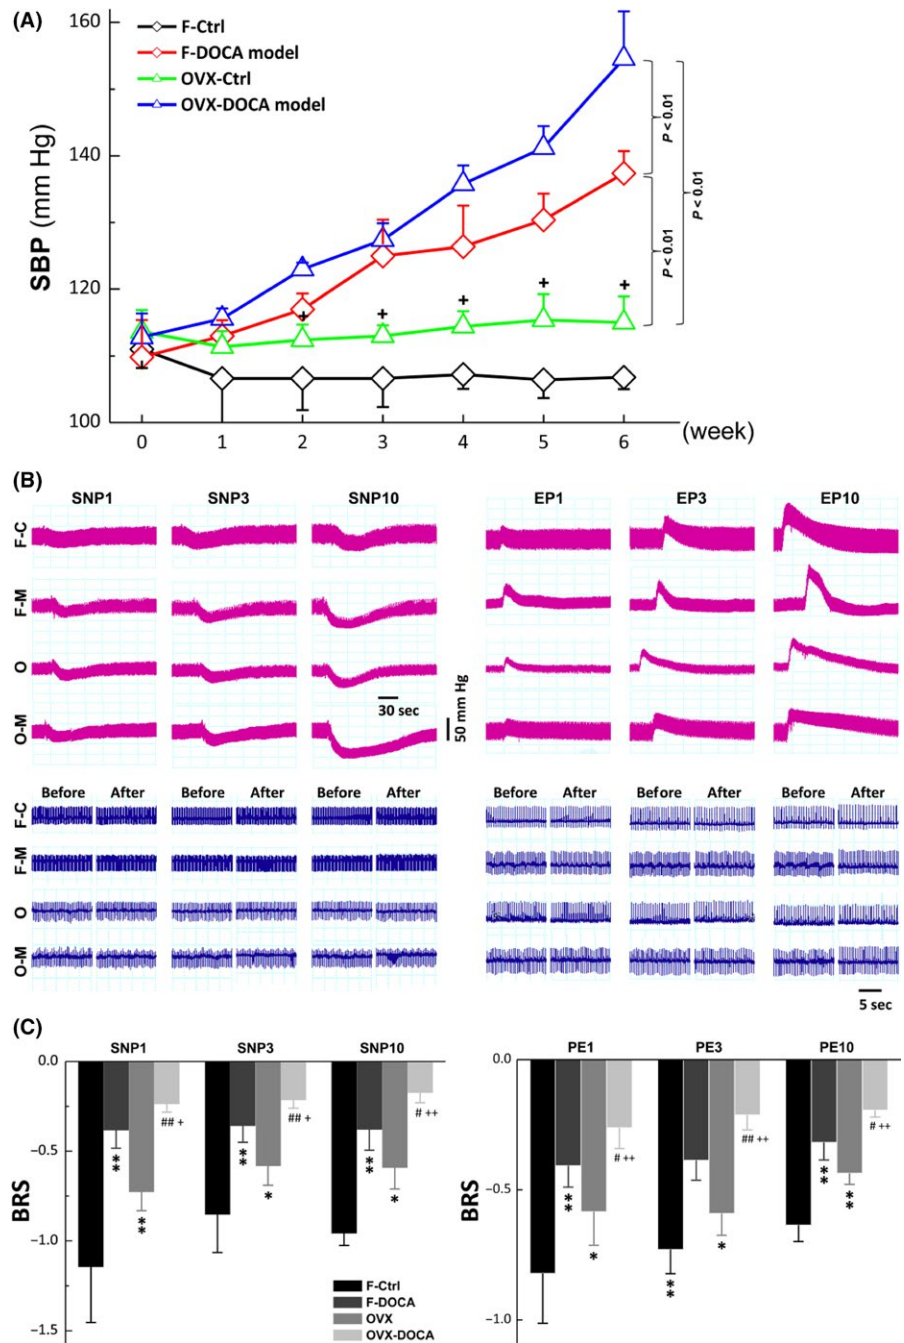 (A)
F-Ctrl
F-DOCA model
OVX-Ctrl
OVX-DOCA model
SBP (mm Hg)
160
140
120
100
+ + + + +
P < 0.01
P < 0.01
P < 0.01
0 1 2 3 4 5 6 (week)
(B)
SNP1 SNP3 SNP10 EP1 EP3 EP10
F-C
F-M
O
O-M
30 sec
50 mm Hg
Before After Before After Before After Before After Before After Before After
F-C
F-M
O
O-M
5 sec
(C)
SNP1 SNP3 SNP10
BRS
0.0
−0.5
−1.0
−1.5
** ** ## + ** * ## + ** * # ++
F-Ctrl
F-DOCA
OVX
OVX-DOCA
PE1 PE3 PE10
BRS
0.0
−0.5
−1.0
** * # ++ ** * ## ++ ** ** # ++